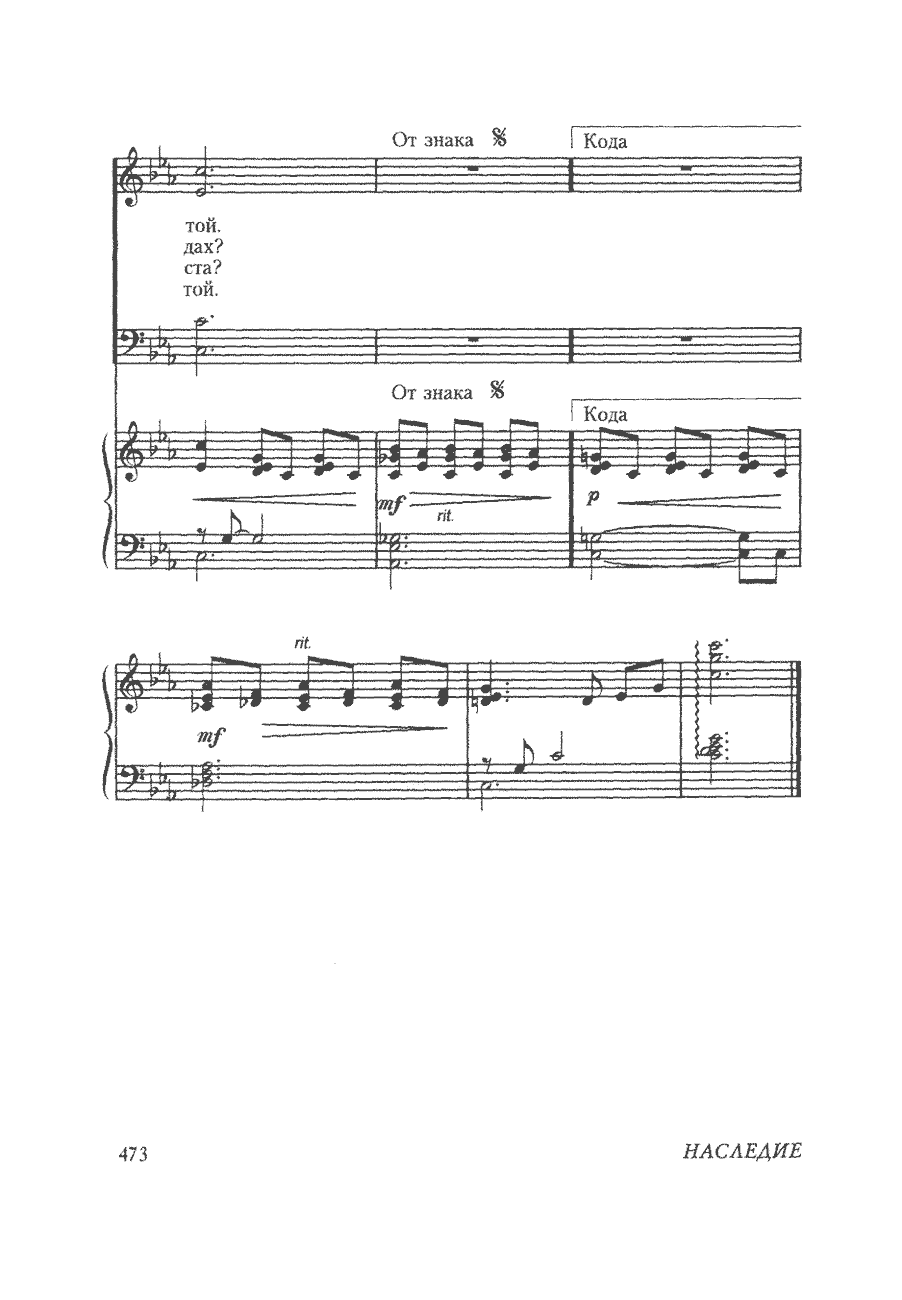 От знака 𝄋 Кода
той.
дах?
ста?
той.
От знака 𝄋 Кода
mf rit. p
rit.
mf
473 НАСЛЕДИЕ